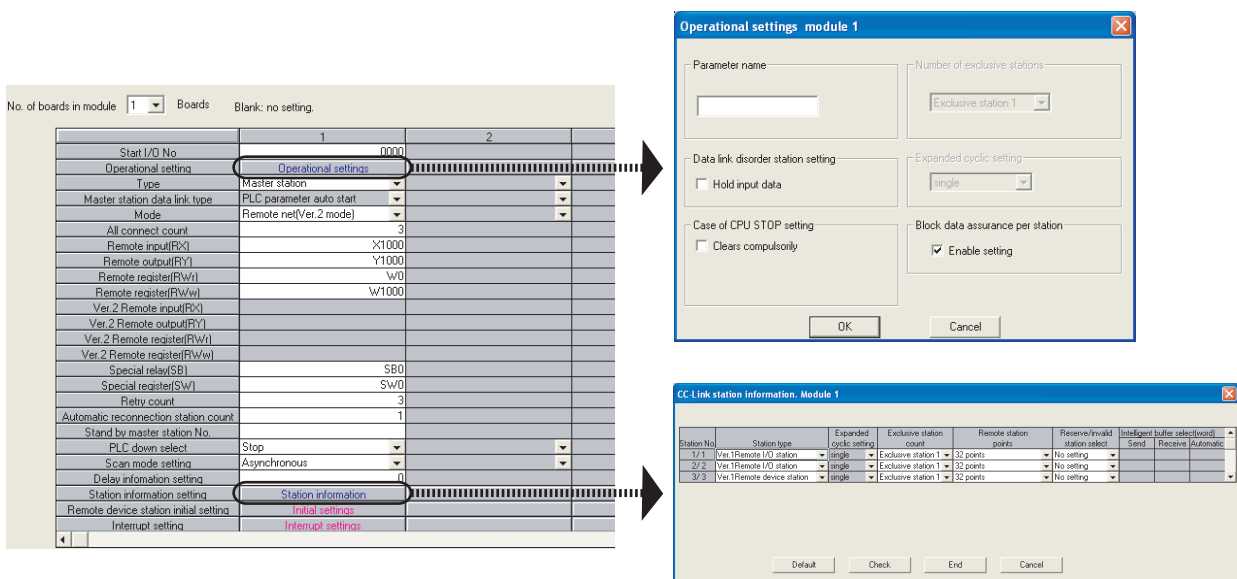 No. of boards in module 1 Boards Blank: no setting.
1 2
Start I/O No 0000
Operational setting Operational settings
Type Master station
Master station data link type PLC parameter auto start
Mode Remote net(Ver.2 mode)
All connect count 3
Remote input(RX) X1000
Remote output(RY) Y1000
Remote register(RWr) W0
Remote register(RWw) W1000
Ver.2 Remote input(RX)
Ver.2 Remote output(RY)
Ver.2 Remote register(RWr)
Ver.2 Remote register(RWw)
Special relay(SB) SB0
Special register(SW) SW0
Retry count 3
Automatic reconnection station count 1
Stand by master station No.
PLC down select Stop
Scan mode setting Asynchronous
Delay infomation setting 0
Station information setting Station information
Remote device station initial setting Initial settings
Interrupt setting Interrupt settings
Operational settings module 1
Parameter name
Number of exclusive stations
Exclusive station 1
Data link disorder station setting
Hold input data
Expanded cyclic setting
single
Case of CPU STOP setting
Clears compulsorily
Block data assurance per station
Enable setting
OK Cancel
CC-Link station information. Module 1
Expanded Exclusive station Remote station Reserve/invalid Intelligent buffer select(word)
Station No. Station type cyclic setting count points station select Send Receive Automatic
1/1 Ver.1Remote I/O station single Exclusive station 1 32 points No setting
2/2 Ver.1Remote I/O station single Exclusive station 1 32 points No setting
3/3 Ver.1Remote device station single Exclusive station 1 32 points No setting
Default Check End Cancel